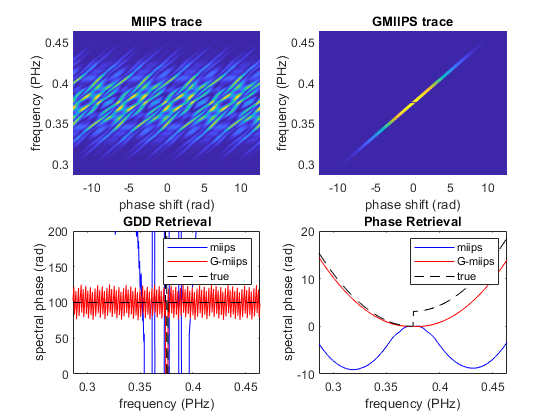 MIIPS trace
GMIIPS trace
frequency (PHz)
0.45
0.4
0.35
0.3
-10 -5 0 5 10
phase shift (rad)
frequency (PHz)
0.45
0.4
0.35
0.3
-10 -5 0 5 10
phase shift (rad)
GDD Retrieval
Phase Retrieval
spectral phase (rad)
200
150
100
50
0
miips
G-miips
true
0.3 0.35 0.4 0.45
frequency (PHz)
spectral phase (rad)
20
10
0
-10
miips
G-miips
true
0.3 0.35 0.4 0.45
frequency (PHz)